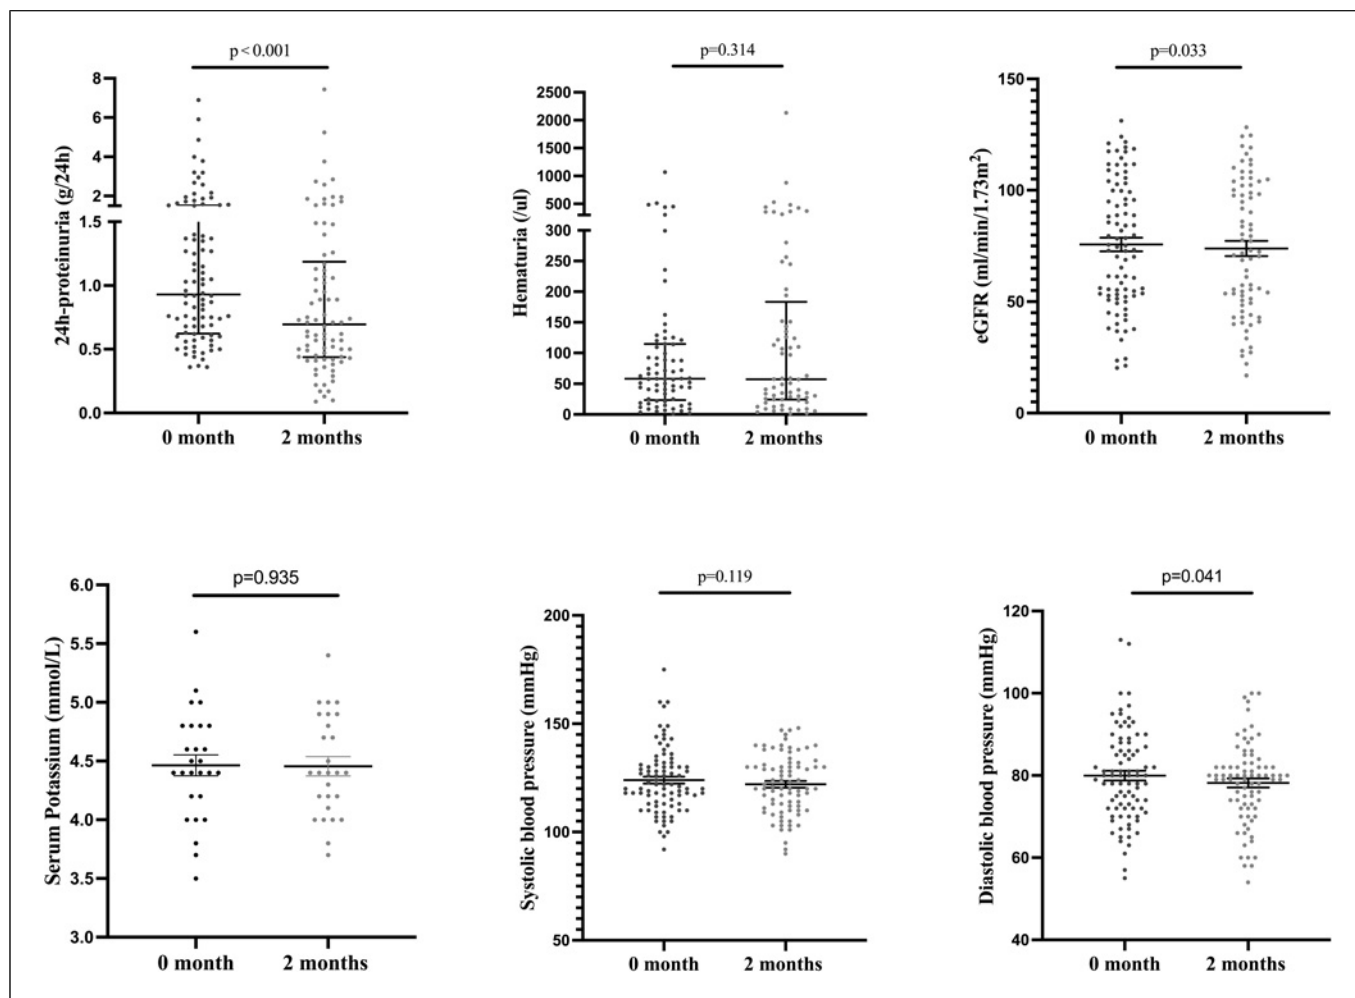 p<0.001
8
6
4
2
1.5
1.0
0.5
0.0
24h-proteinuria (g/24h)
0 month
2 months
p=0.314
2500
2000
1500
1000
500
300
250
200
150
100
50
0
Hematuria (/ul)
0 month
2 months
p=0.033
150
100
50
0
eGFR (ml/min/1.73m²)
0 month
2 months
p=0.935
6.0
5.5
5.0
4.5
4.0
3.5
3.0
Serum Potassium (mmol/L)
0 month
2 months
p=0.119
200
150
100
50
Systolic blood pressure (mmHg)
0 month
2 months
p=0.041
120
100
80
60
40
Diastolic blood pressure (mmHg)
0 month
2 months